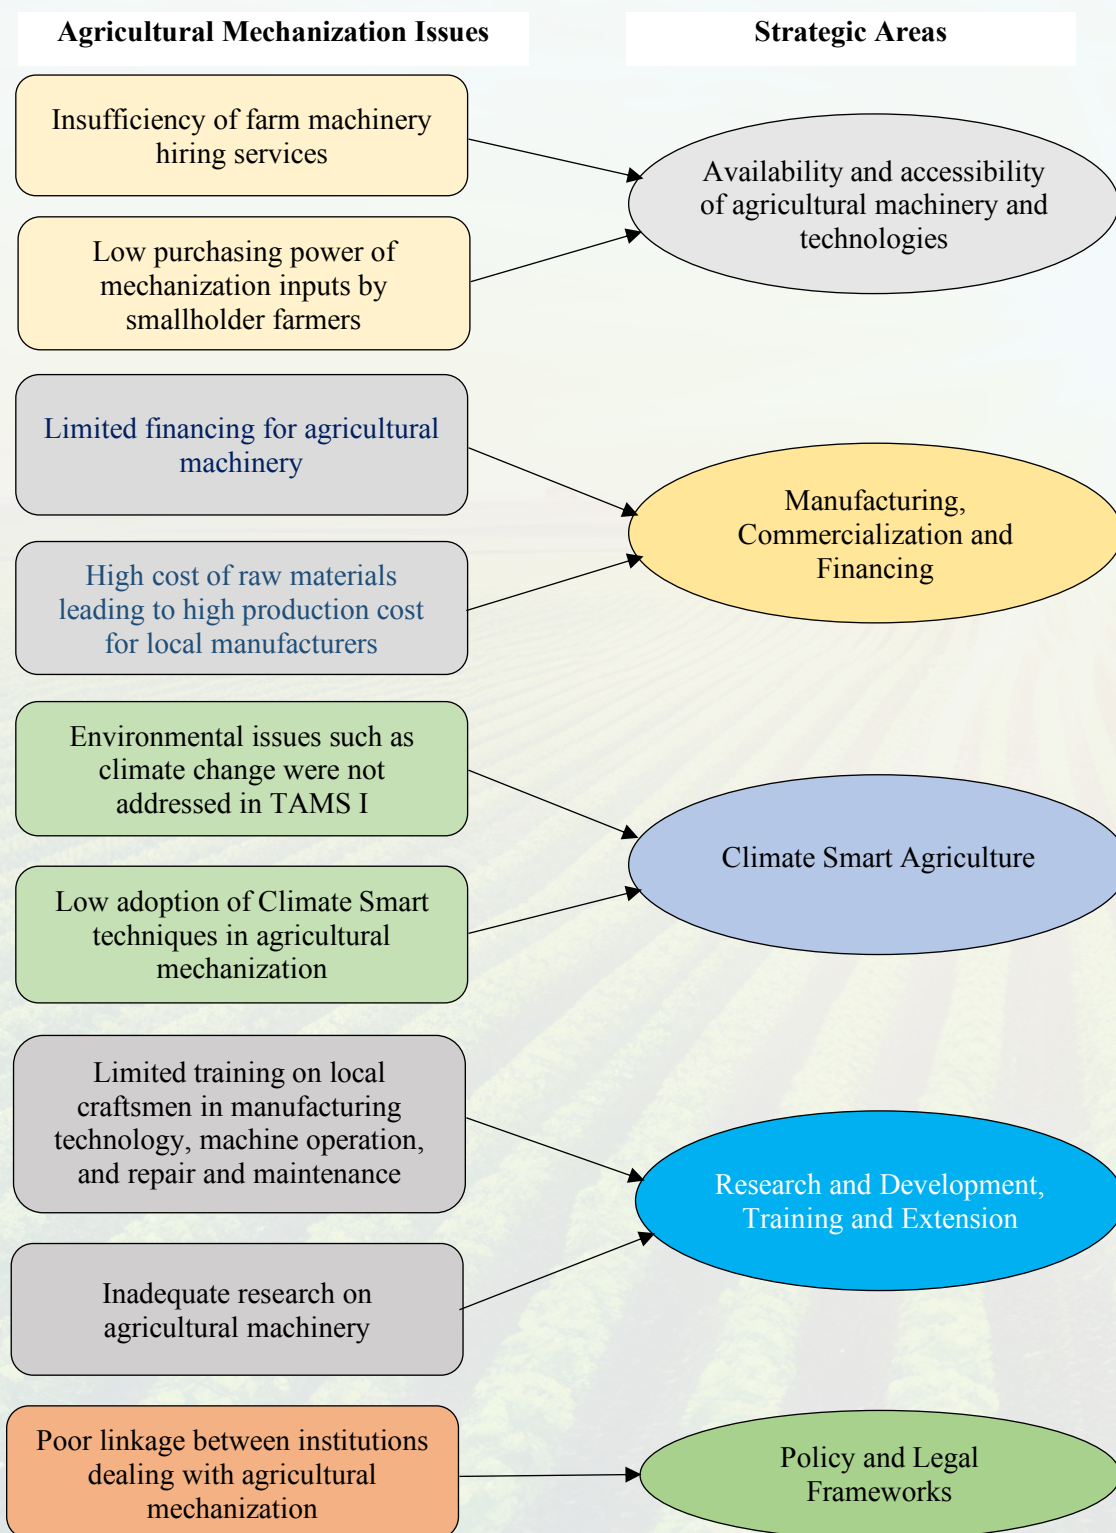 Agricultural Mechanization Issues
Strategic Areas
Insufficiency of farm machinery
hiring services
Availability and accessibility
of agricultural machinery and
technologies
Low purchasing power of
mechanization inputs by
smallholder farmers
Limited financing for agricultural
machinery
Manufacturing,
Commercialization and
Financing
High cost of raw materials
leading to high production cost
for local manufacturers
Environmental issues such as
climate change were not
addressed in TAMS I
Climate Smart Agriculture
Low adoption of Climate Smart
techniques in agricultural
mechanization
Limited training on local
craftsmen in manufacturing
technology, machine operation,
and repair and maintenance
Research and Development,
Training and Extension
Inadequate research on
agricultural machinery
Poor linkage between institutions
dealing with agricultural
mechanization
Policy and Legal
Frameworks